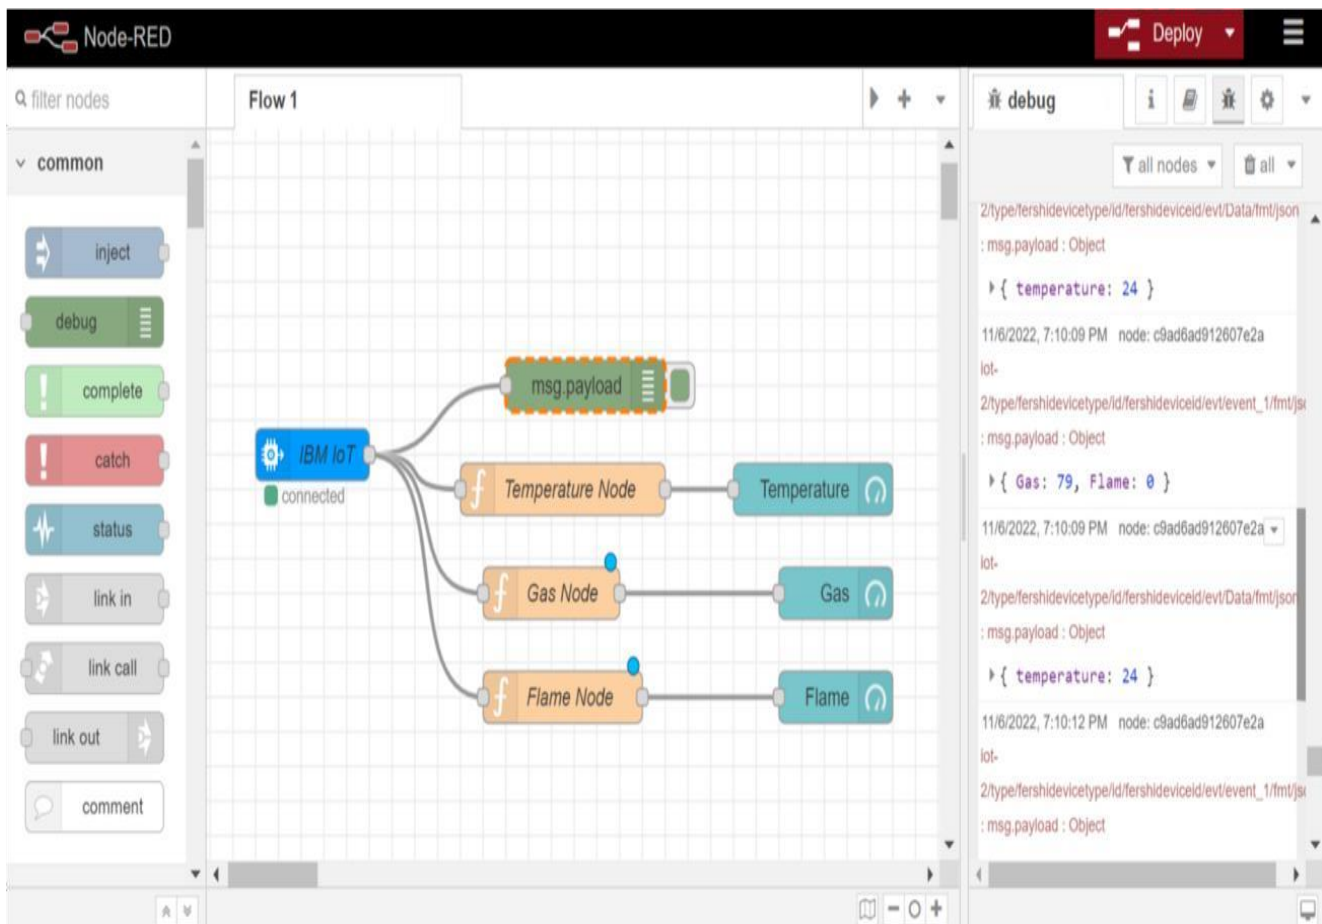 Node-RED
Deploy
filter nodes
Flow 1
debug
i
common
all nodes
all
inject
debug
complete
catch
status
link in
link call
link out
comment
IBM IoT
connected
msg.payload
Temperature Node
Temperature
Gas Node
Gas
Flame Node
Flame
2/type/fershidevicetype/id/fershideviceid/evt/Data/fmt/json
: msg.payload : Object
{ temperature: 24 }
11/6/2022, 7:10:09 PM node: c9ad6ad912607e2a
iot-
2/type/fershidevicetype/id/fershideviceid/evt/event_1/fmt/jso
: msg.payload : Object
{ Gas: 79, Flame: 0 }
11/6/2022, 7:10:09 PM node: c9ad6ad912607e2a
iot-
2/type/fershidevicetype/id/fershideviceid/evt/Data/fmt/json
: msg.payload : Object
{ temperature: 24 }
11/6/2022, 7:10:12 PM node: c9ad6ad912607e2a
iot-
2/type/fershidevicetype/id/fershideviceid/evt/event_1/fmt/jso
: msg.payload : Object